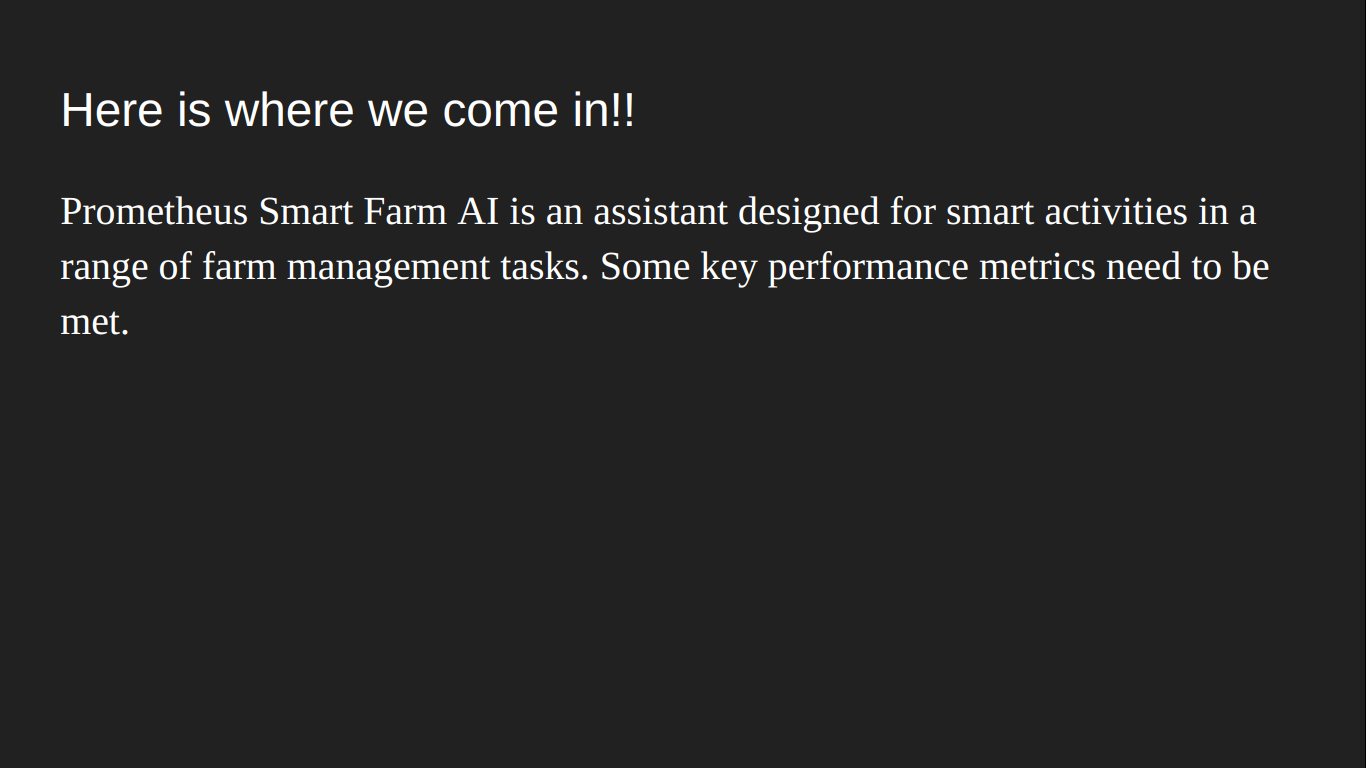 Here is where we come in!!
Prometheus Smart Farm AI is an assistant designed for smart activities in a
range of farm management tasks. Some key performance metrics need to be
met.